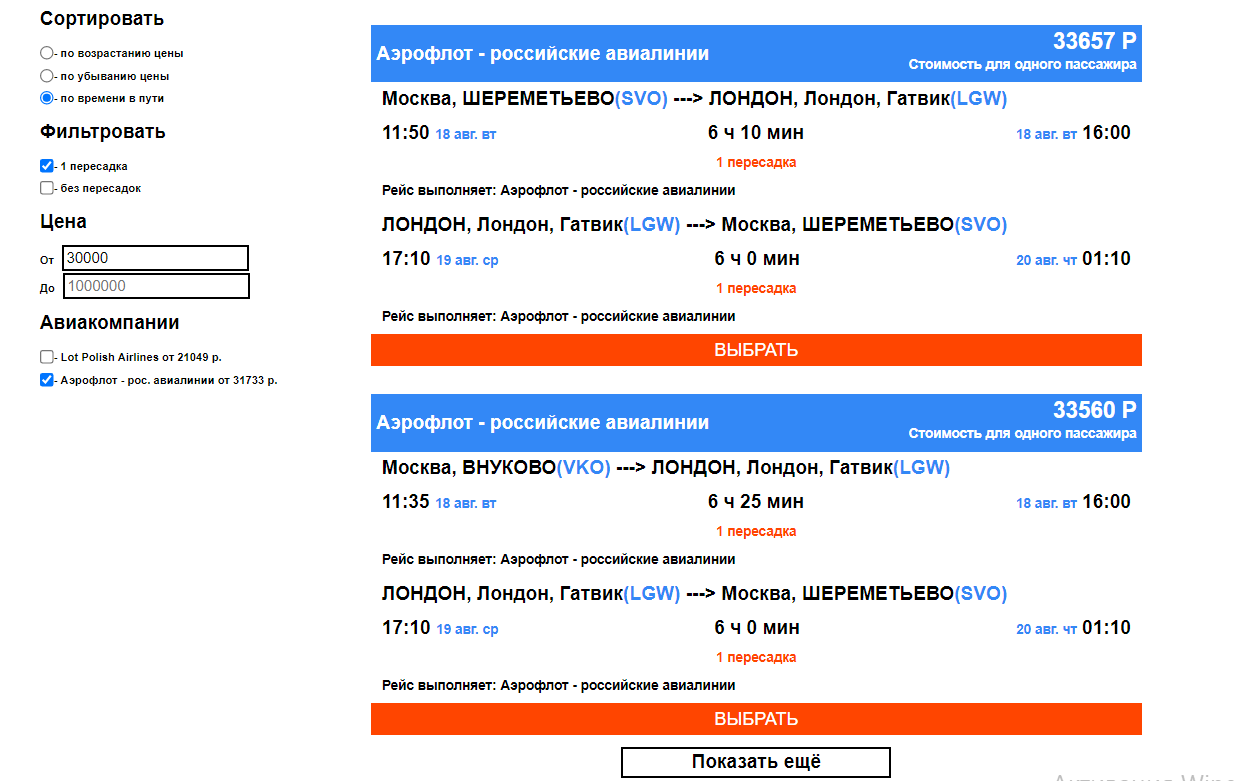 Сортировать
- по возрастанию цены
- по убыванию цены
- по времени в пути
Фильтровать
- 1 пересадка
- без пересадок
Цена
От 30000
До 1000000
Авиакомпании
- Lot Polish Airlines от 21049 р.
- Аэрофлот - рос. авиалинии от 31733 р.
Аэрофлот - российские авиалинии 33657 Р
Стоимость для одного пассажира
Москва, ШЕРЕМЕТЬЕВО(SVO) ---> ЛОНДОН, Лондон, Гатвик(LGW)
11:50 18 авг. вт 6 ч 10 мин 18 авг. вт 16:00
1 пересадка
Рейс выполняет: Аэрофлот - российские авиалинии
ЛОНДОН, Лондон, Гатвик(LGW) ---> Москва, ШЕРЕМЕТЬЕВО(SVO)
17:10 19 авг. ср 6 ч 0 мин 20 авг. чт 01:10
1 пересадка
Рейс выполняет: Аэрофлот - российские авиалинии
ВЫБРАТЬ
Аэрофлот - российские авиалинии 33560 Р
Стоимость для одного пассажира
Москва, ВНУКОВО(VKO) ---> ЛОНДОН, Лондон, Гатвик(LGW)
11:35 18 авг. вт 6 ч 25 мин 18 авг. вт 16:00
1 пересадка
Рейс выполняет: Аэрофлот - российские авиалинии
ЛОНДОН, Лондон, Гатвик(LGW) ---> Москва, ШЕРЕМЕТЬЕВО(SVO)
17:10 19 авг. ср 6 ч 0 мин 20 авг. чт 01:10
1 пересадка
Рейс выполняет: Аэрофлот - российские авиалинии
ВЫБРАТЬ
Показать ещё